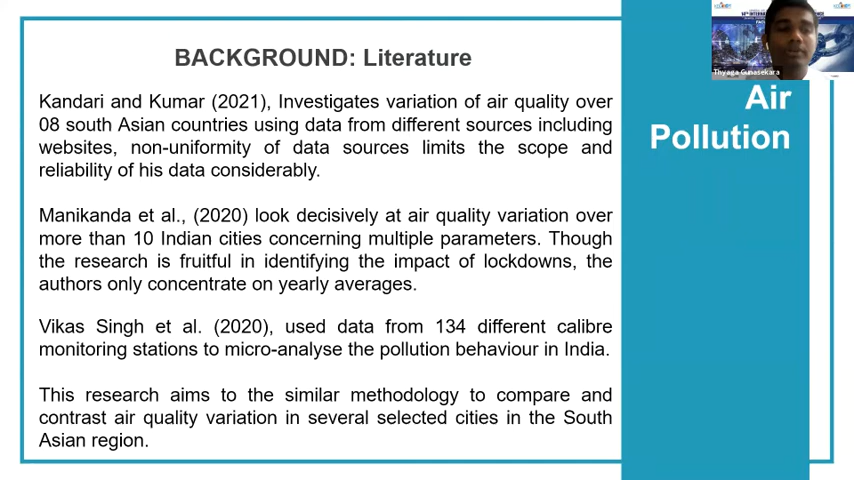 BACKGROUND: Literature
Kandari and Kumar (2021), Investigates variation of air quality over
08 south Asian countries using data from different sources including
websites, non-uniformity of data sources limits the scope and
reliability of his data considerably.
Manikanda et al., (2020) look decisively at air quality variation over
more than 10 Indian cities concerning multiple parameters. Though
the research is fruitful in identifying the impact of lockdowns, the
authors only concentrate on yearly averages.
Vikas Singh et al. (2020), used data from 134 different calibre
monitoring stations to micro-analyse the pollution behaviour in India.
This research aims to the similar methodology to compare and
contrast air quality variation in several selected cities in the South
Asian region.
Air
Pollution
Thyaga Gunasekara